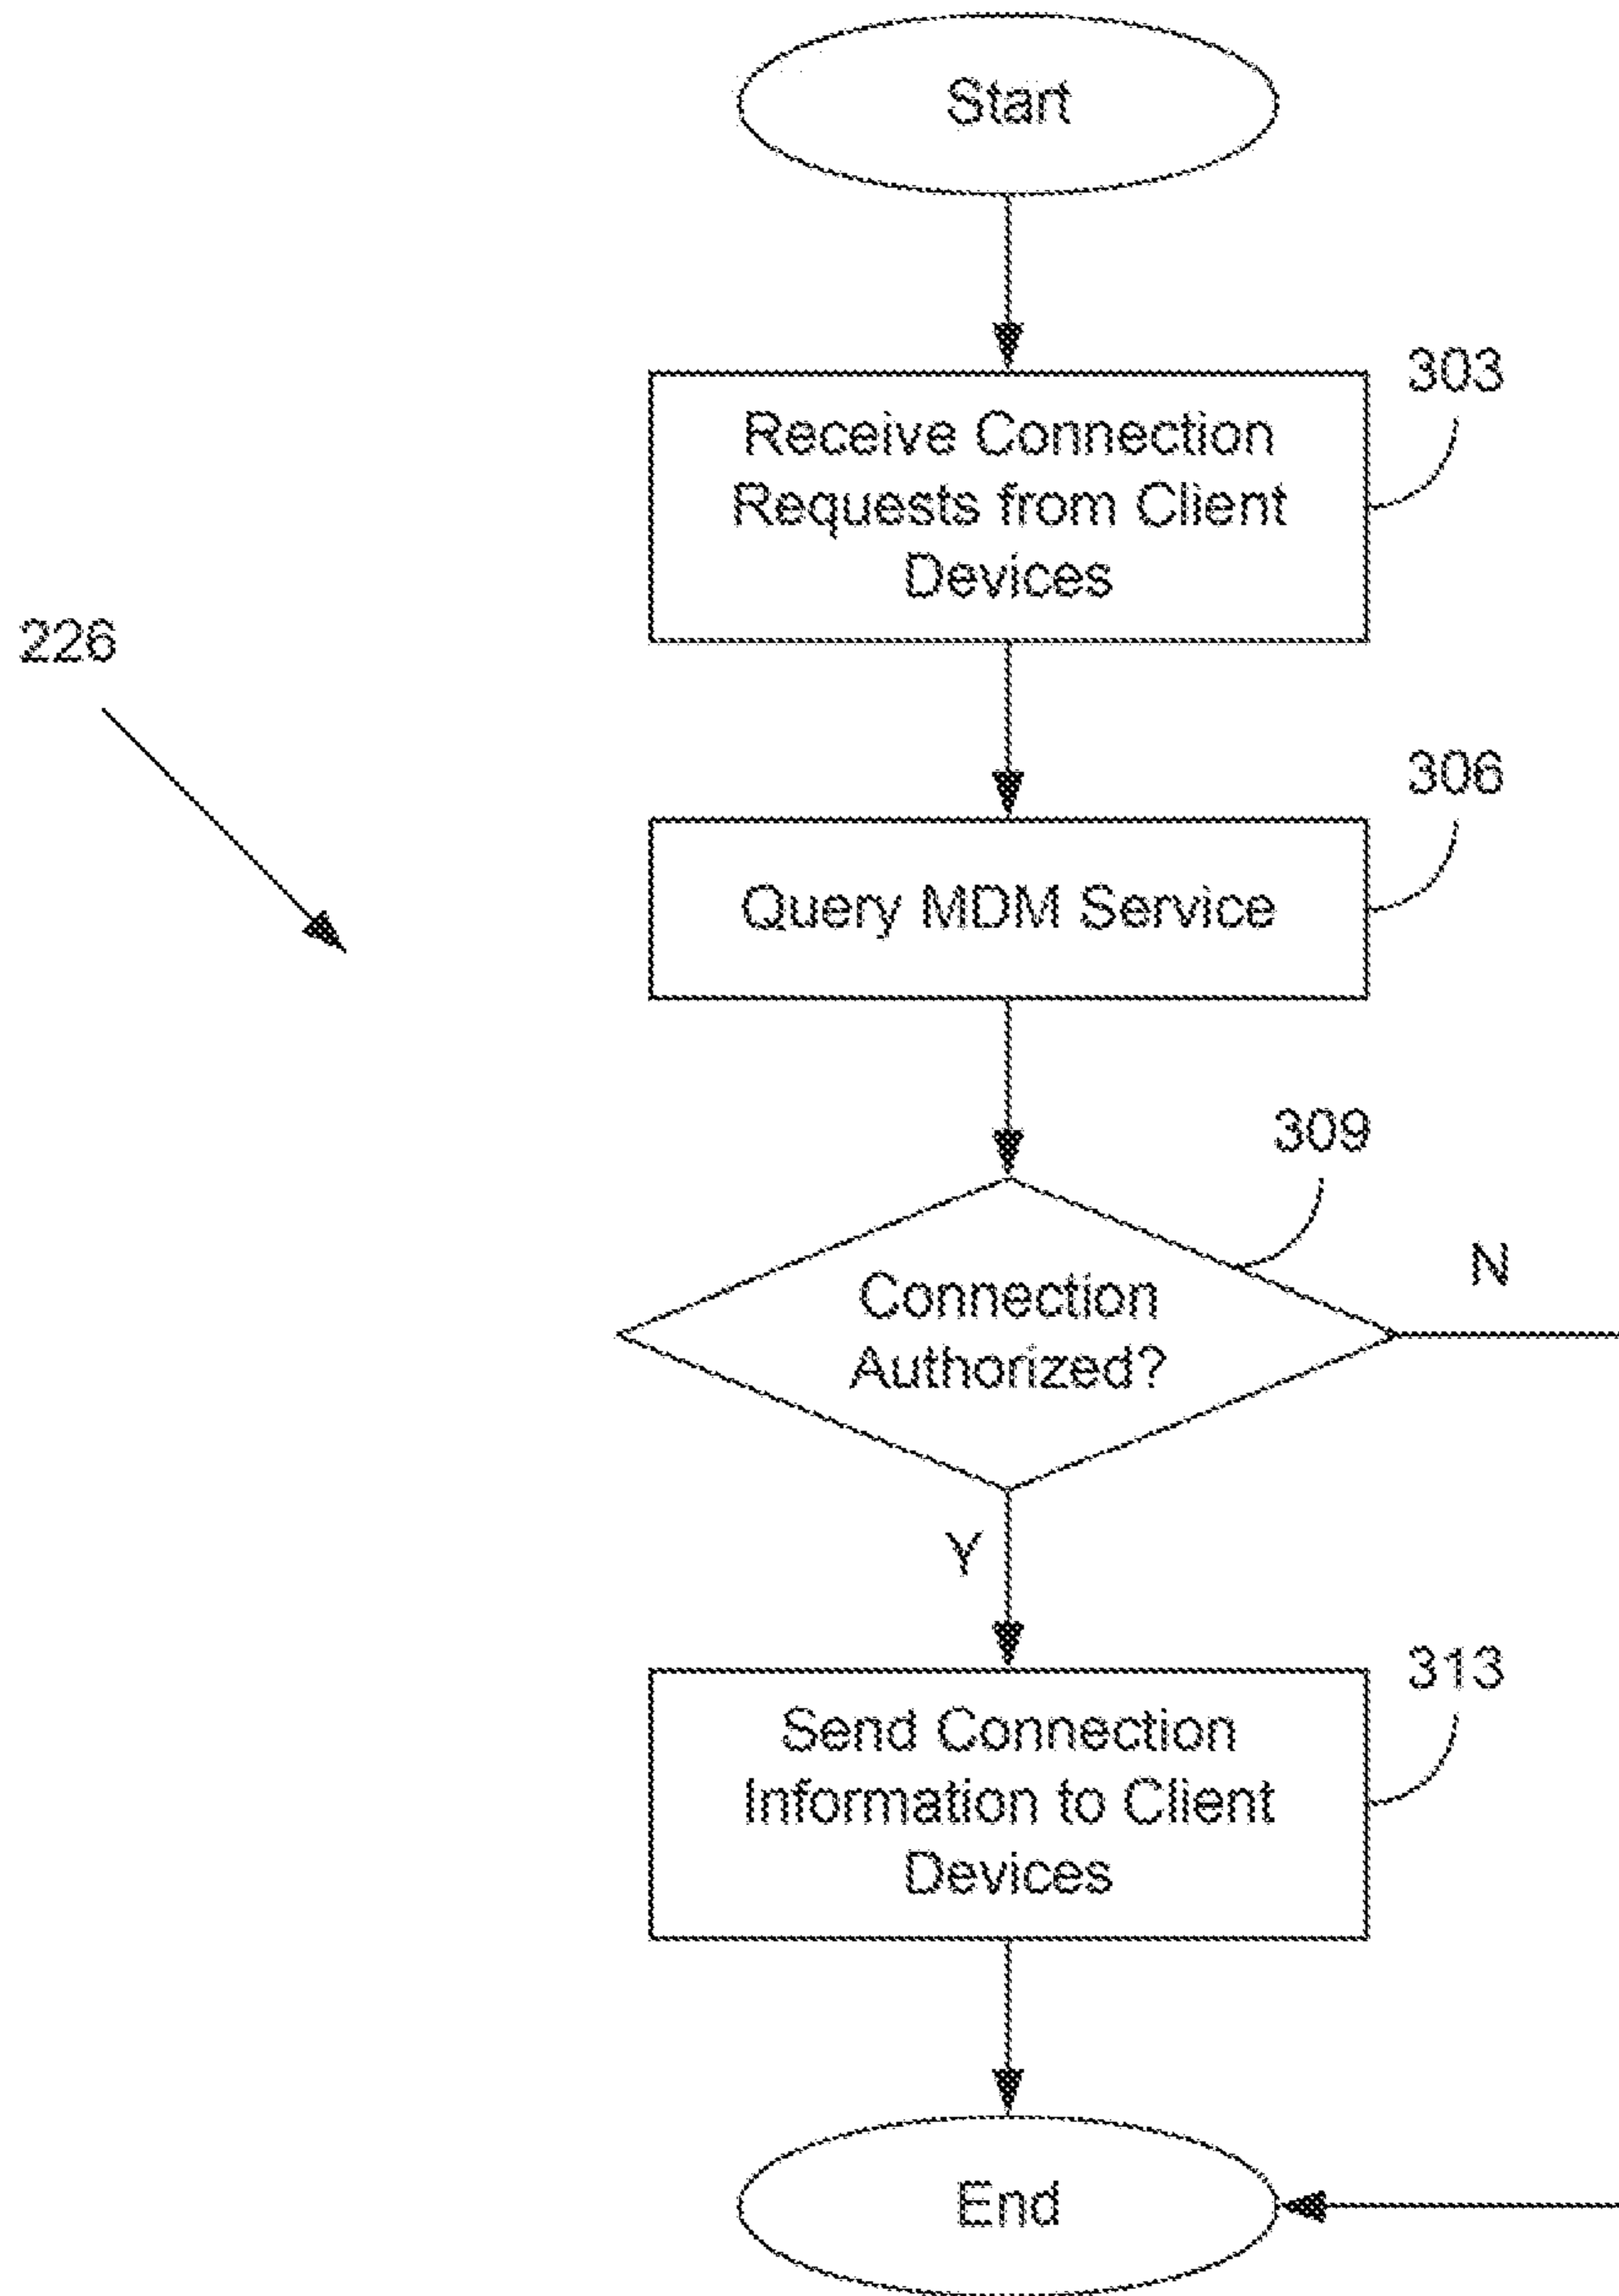 Start
303
Receive Connection
Requests from Client
Devices
226
306
Query MDM Service
309
N
Connection
Authorized?
Y
313
Send Connection
Information to Client
Devices
End